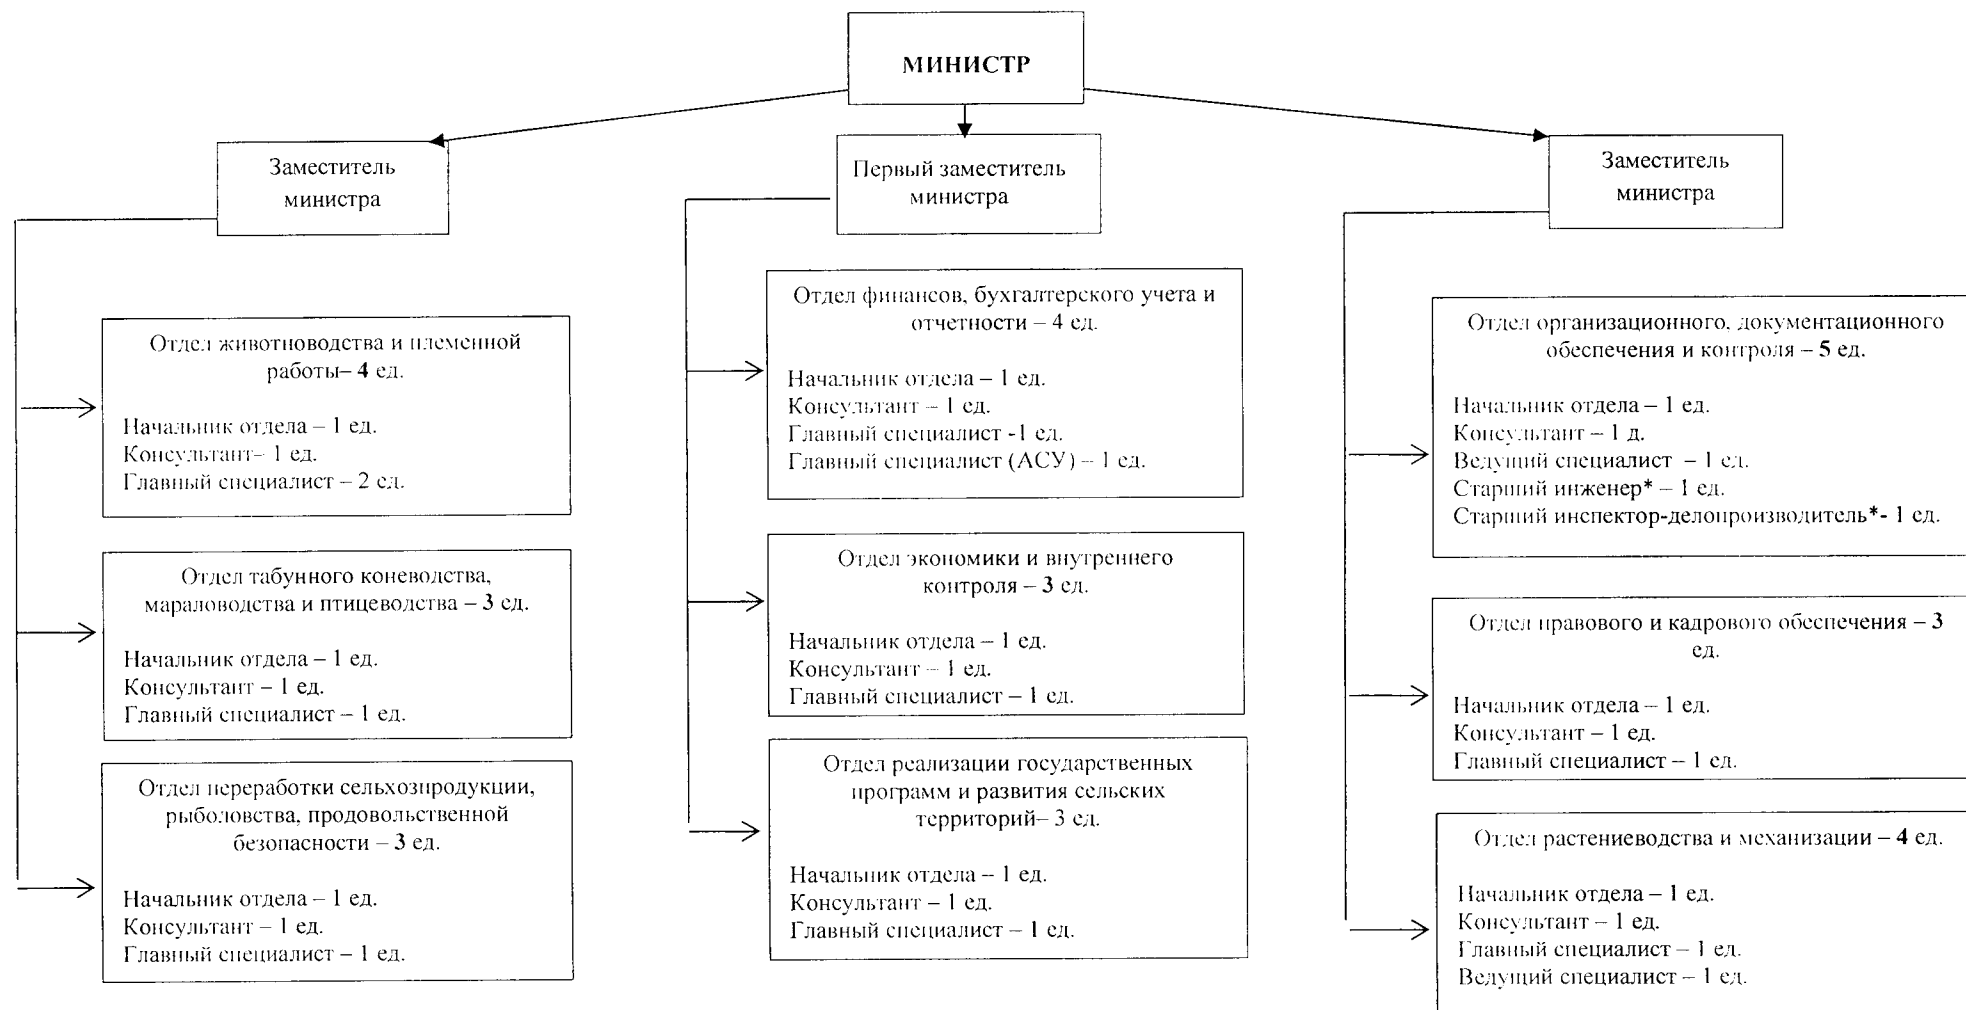 МИНИСТР
Заместитель
министра
Первый заместитель
министра
Заместитель
министра
Отдел животноводства и племенной
работы– 4 ед.
Начальник отдела – 1 ед.
Консультант– 1 ед.
Главный специалист – 2 ед.
Отдел табунного коневодства,
мараловодства и птицеводства – 3 ед.
Начальник отдела – 1 ед.
Консультант – 1 ед.
Главный специалист – 1 ед.
Отдел переработки сельхозпродукции,
рыболовства, продовольственной
безопасности – 3 ед.
Начальник отдела – 1 ед.
Консультант – 1 ед.
Главный специалист – 1 ед.
Отдел финансов, бухгалтерского учета и
отчетности – 4 ед.
Начальник отдела – 1 ед.
Консультант – 1 ед.
Главный специалист -1 ед.
Главный специалист (АСУ) – 1 ед.
Отдел экономики и внутреннего
контроля – 3 ед.
Начальник отдела – 1 ед.
Консультант – 1 ед.
Главный специалист – 1 ед.
Отдел реализации государственных
программ и развития сельских
территорий– 3 ед.
Начальник отдела – 1 ед.
Консультант – 1 ед.
Главный специалист – 1 ед.
Отдел организационного, документационного
обеспечения и контроля – 5 ед.
Начальник отдела – 1 ед.
Консультант – 1 д.
Ведущий специалист – 1 ед.
Старший инженер* – 1 ед.
Старший инспектор-делопроизводитель*- 1 ед.
Отдел правового и кадрового обеспечения – 3
ед.
Начальник отдела – 1 ед.
Консультант – 1 ед.
Главный специалист – 1 ед.
Отдел растениеводства и механизации – 4 ед.
Начальник отдела – 1 ед.
Консультант – 1 ед.
Главный специалист – 1 ед.
Ведущий специалист – 1 ед.